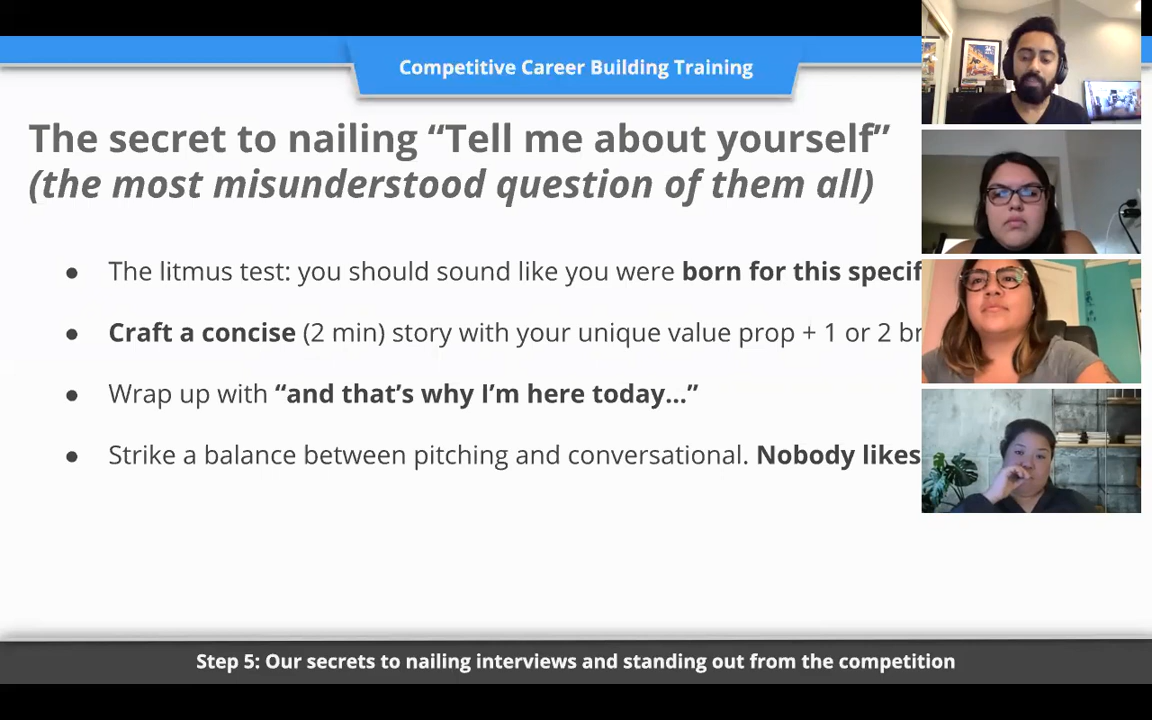 Competitive Career Building Training
The secret to nailing “Tell me about yourself”
(the most misunderstood question of them all)
● The litmus test: you should sound like you were born for this specif
● Craft a concise (2 min) story with your unique value prop + 1 or 2 br
● Wrap up with “and that’s why I’m here today…”
● Strike a balance between pitching and conversational. Nobody likes
Step 5: Our secrets to nailing interviews and standing out from the competition